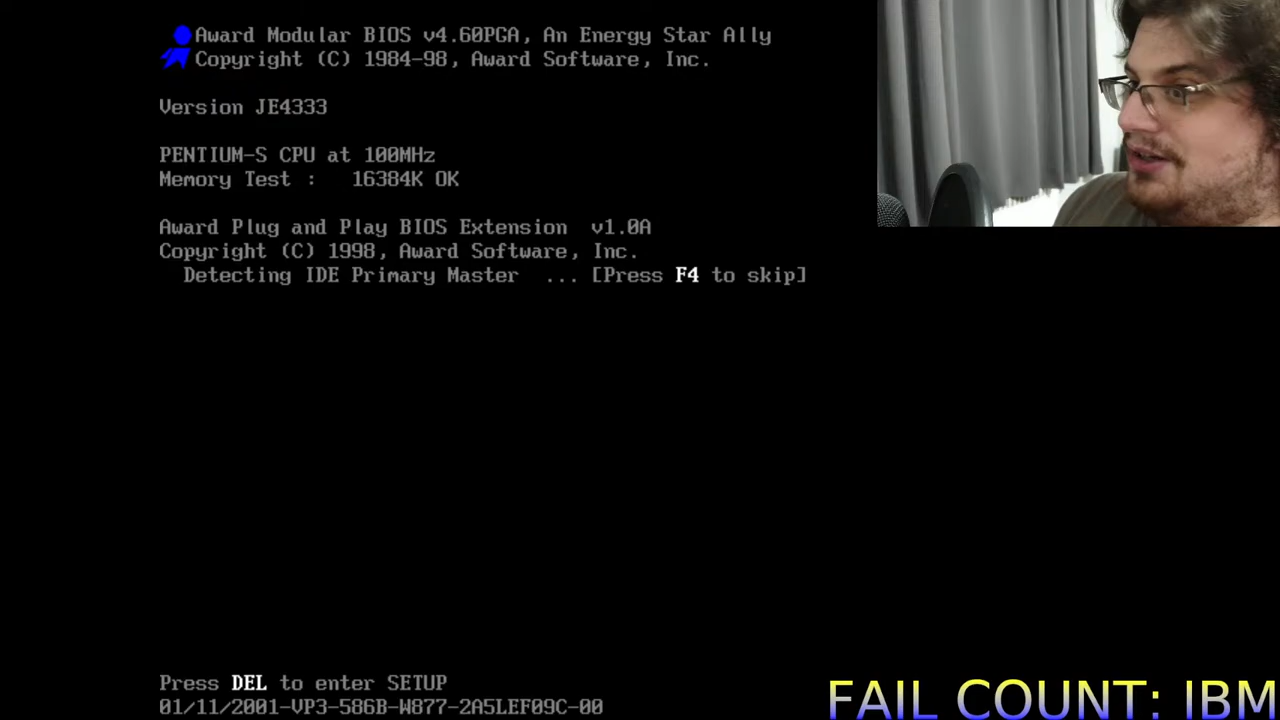 Award Modular BIOS v4.60PGA, An Energy Star Ally
Copyright (C) 1984-98, Award Software, Inc.
Version JE4333
PENTIUM-S CPU at 100MHz
Memory Test :   16384K OK
Award Plug and Play BIOS Extension  v1.0A
Copyright (C) 1998, Award Software, Inc.
Detecting IDE Primary Master  ... [Press F4 to skip]
Press DEL to enter SETUP
01/11/2001-VP3-586B-W877-2A5LEF09C-00
FAIL COUNT: IBM